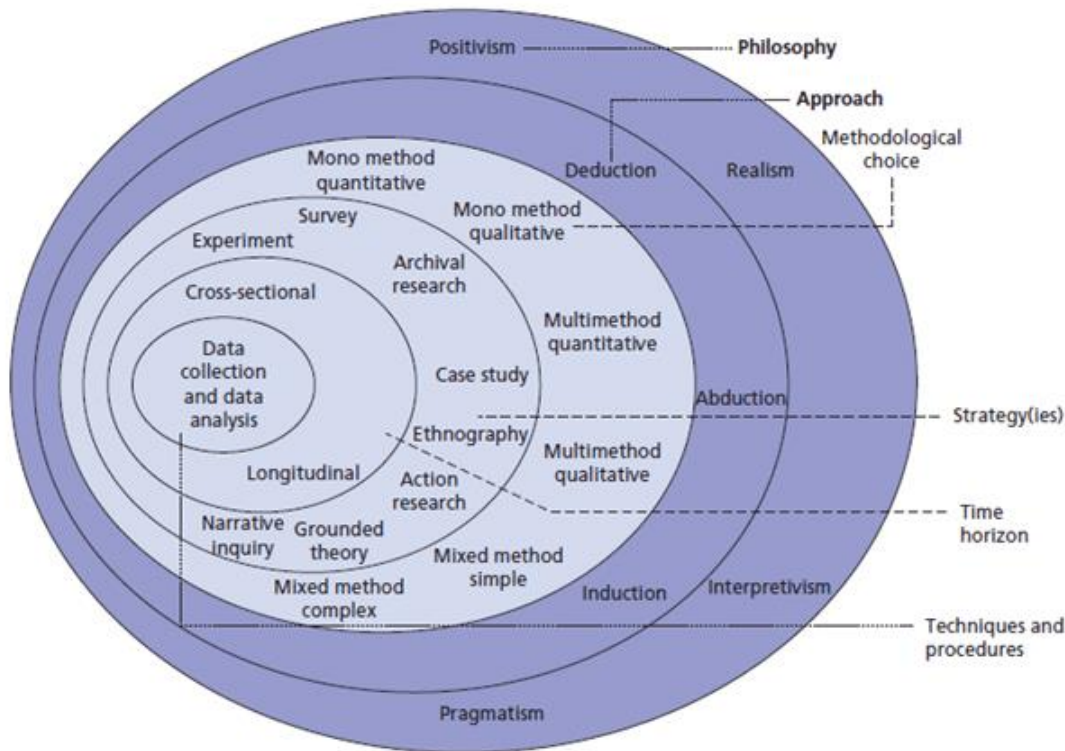 Positivism
Philosophy
Approach
Methodological
choice
Deduction
Realism
Mono method
quantitative
Mono method
qualitative
Survey
Experiment
Archival
research
Cross-sectional
Multimethod
quantitative
Data
collection
and data
analysis
Case study
Abduction
Strategy(ies)
Ethnography
Multimethod
qualitative
Longitudinal
Action
research
Time
horizon
Narrative
inquiry
Grounded
theory
Mixed method
simple
Mixed method
complex
Induction
Interpretivism
Techniques and
procedures
Pragmatism